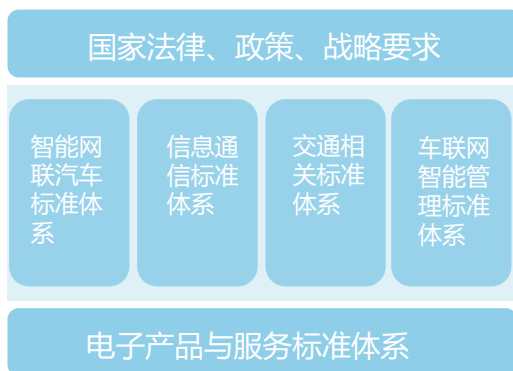 国家法律、政策、战略要求
智能网
联汽车
标准体
系
信息通
信标准
体系
交通相
关标准
体系
车联网
智能管
理标准
体系
电子产品与服务标准体系